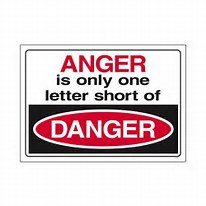 ANGER
is only one
letter short of
DANGER